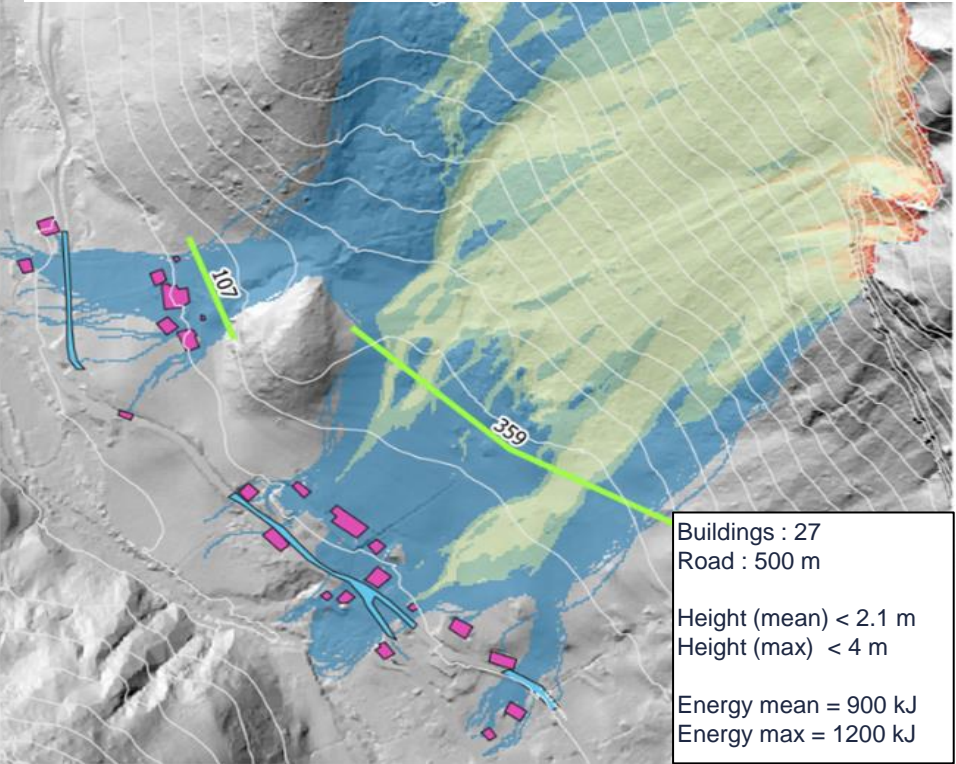 107
359
Buildings : 27
Road : 500 m
Height (mean) < 2.1 m
Height (max) < 4 m
Energy mean = 900 kJ
Energy max = 1200 kJ